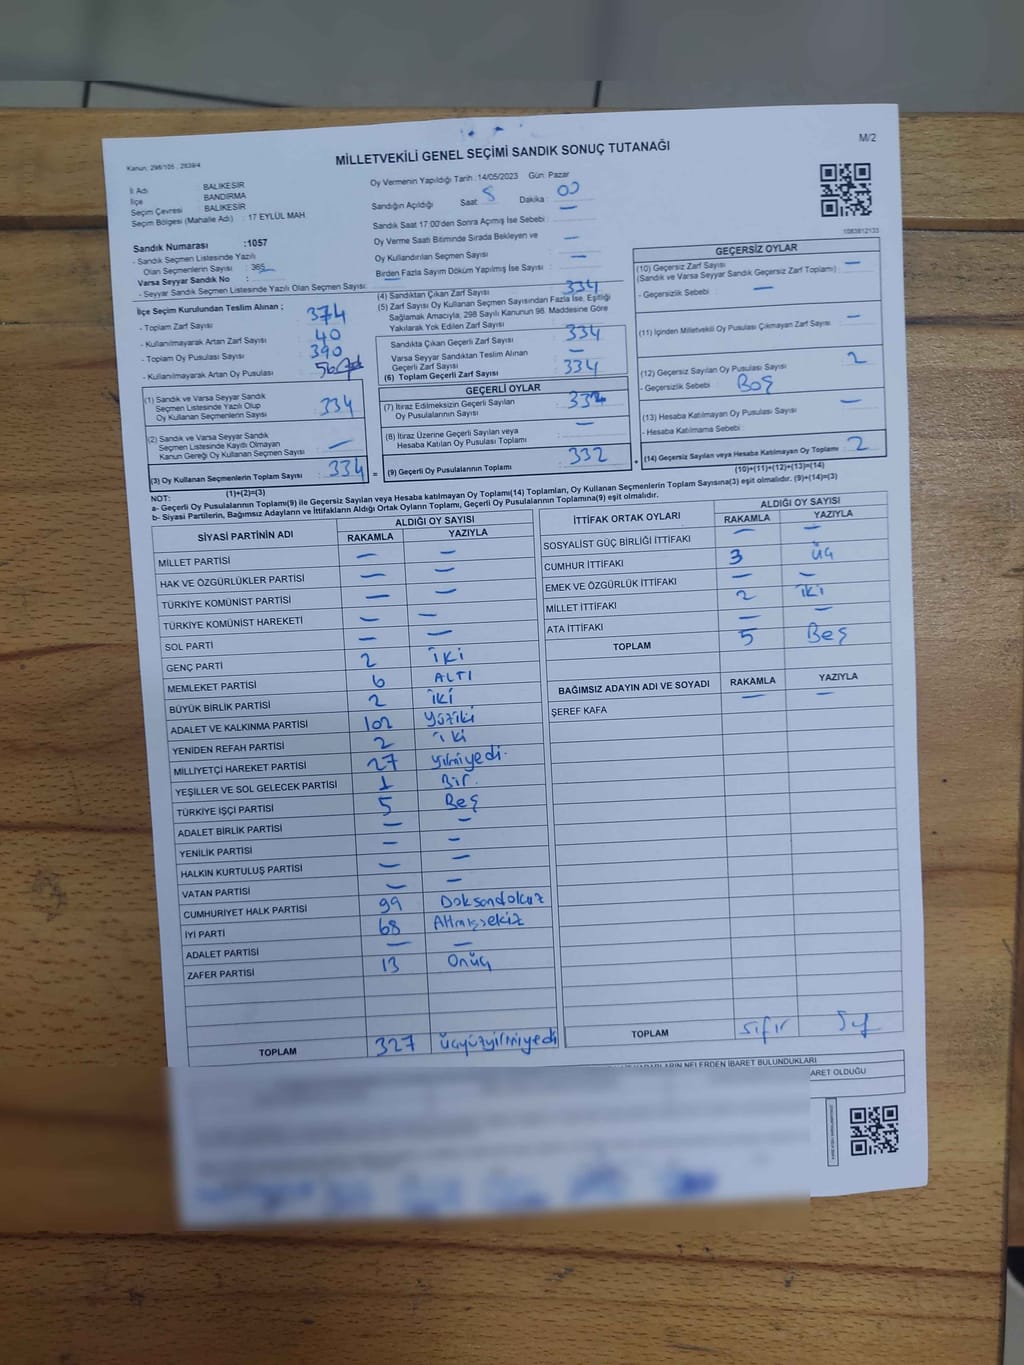 M/2
Kanun: 298/105 ; 2839/4
MİLLETVEKİLİ GENEL SEÇİMİ SANDIK SONUÇ TUTANAĞI
İl Adı : BALIKESİR
İlçe : BANDIRMA
Seçim Çevresi : BALIKESİR
Seçim Bölgesi (Mahalle Adı) : 17 EYLÜL MAH.
Sandık Numarası :1057
- Sandık Seçmen Listesinde Yazılı
Olan Seçmenlerin Sayısı : 365
Varsa Seyyar Sandık No :
- Seyyar Sandık Seçmen Listesinde Yazılı Olan Seçmen Sayısı :
Oy Vermenin Yapıldığı Tarih :14/05/2023 Gün: Pazar
Sandığın Açıldığı Saat : 8 Dakika : 00
Sandık Saat 17.00'den Sonra Açımış İse Sebebi : —
Oy Verme Saati Bitiminde Sırada Bekleyen ve
Oy Kullandırılan Seçmen Sayısı : —
Birden Fazla Sayım Döküm Yapılmış İse Sayısı : —
1083812133
İlçe Seçim Kurulundan Teslim Alınan ;
- Toplam Zarf Sayısı : 374
- Kullanılmayarak Artan Zarf Sayısı : 40
- Toplam Oy Pusulası Sayısı : 390
- Kullanılmayarak Artan Oy Pusulası :
(1) Sandık ve Varsa Seyyar Sandık
Seçmen Listesinde Yazılı Olup
Oy Kullanan Seçmenlerin Sayısı : 334
(2) Sandık ve Varsa Seyyar Sandık
Seçmen Listesinde Kayıtlı Olmayan
Kanun Gereği Oy Kullanan Seçmen Sayısı : —
(3) Oy Kullanan Seçmenlerin Toplam Sayısı : 334
(1)+(2)=(3)
(4) Sandıktan Çıkan Zarf Sayısı : 334
(5) Zarf Sayısı Oy Kullanan Seçmen Sayısından Fazla İse, Eşitliği
Sağlamak Amacıyla, 298 Sayılı Kanunun 98. Maddesine Göre
Yakılarak Yok Edilen Zarf Sayısı :
Sandıkta Çıkan Geçerli Zarf Sayısı : 334
Varsa Seyyar Sandıktan Teslim Alınan
Geçerli Zarf Sayısı : —
(6) Toplam Geçerli Zarf Sayısı : 334
GEÇERLİ OYLAR
(7) İtiraz Edilmeksizin Geçerli Sayılan
Oy Pusulalarının Sayısı : 332
(8) İtiraz Üzerine Geçerli Sayılan veya
Hesaba Katılan Oy Pusulası Toplamı : —
= (9) Geçerli Oy Pusulalarının Toplamı : 332
GEÇERSİZ OYLAR
(10) Geçersiz Zarf Sayısı : —
(Sandık ve Varsa Seyyar Sandık Geçersiz Zarf Toplamı)
- Geçersizlik Sebebi : —
(11) İçinden Milletvekili Oy Pusulası Çıkmayan Zarf Sayısı : —
(12) Geçersiz Sayılan Oy Pusulası Sayısı : 2
- Geçersizlik Sebebi : Boş
(13) Hesaba Katılmayan Oy Pusulası Sayısı : —
- Hesaba Katılmama Sebebi :
+ (14) Geçersiz Sayılan veya Hesaba Katılmayan Oy Toplamı : 2
(10)+(11)+(12)+(13)=(14)
NOT:
a- Geçerli Oy Pusulalarının Toplamı(9) ile Geçersiz Sayılan veya Hesaba katılmayan Oy Toplamı(14) Toplamları, Oy Kullanan Seçmenlerin Toplam Sayısına(3) eşit olmalıdır. (9)+(14)=(3)
b- Siyasi Partilerin, Bağımsız Adayların ve İttifakların Aldığı Ortak Oyların Toplamı, Geçerli Oy Pusulalarının Toplamına(9) eşit olmalıdır.
SİYASİ PARTİNİN ADI ALDIĞI OY SAYISI
RAKAMLA YAZIYLA
MİLLET PARTİSİ — —
HAK VE ÖZGÜRLÜKLER PARTİSİ — —
TÜRKİYE KOMÜNİST PARTİSİ — —
TÜRKİYE KOMÜNİST HAREKETİ — —
SOL PARTİ — —
GENÇ PARTİ 2 iki
MEMLEKET PARTİSİ 6 ALTI
BÜYÜK BİRLİK PARTİSİ 2 iki
ADALET VE KALKINMA PARTİSİ 102 yüziki
YENİDEN REFAH PARTİSİ 2 iki
MİLLİYETÇİ HAREKET PARTİSİ 27 yirmiyedi.
YEŞİLLER VE SOL GELECEK PARTİSİ 1 Bir.
TÜRKİYE İŞÇİ PARTİSİ 5 Beş
ADALET BİRLİK PARTİSİ — —
YENİLİK PARTİSİ — —
HALKIN KURTULUŞ PARTİSİ — —
VATAN PARTİSİ — —
CUMHURİYET HALK PARTİSİ 99 Doksandokuz
İYİ PARTİ 68 Altmışsekiz
ADALET PARTİSİ — —
ZAFER PARTİSİ 13 Onüç
TOPLAM 327 üçyüzyirmiyedi
İTTİFAK ORTAK OYLARI ALDIĞI OY SAYISI
RAKAMLA YAZIYLA
SOSYALİST GÜÇ BİRLİĞİ İTTİFAKI — —
CUMHUR İTTİFAKI 3 üç
EMEK VE ÖZGÜRLÜK İTTİFAKI — —
MİLLET İTTİFAKI 2 iki
ATA İTTİFAKI — —
TOPLAM 5 Beş
BAĞIMSIZ ADAYIN ADI VE SOYADI RAKAMLA YAZIYLA
ŞEREF KAFA — —
TOPLAM sıfır
NELERDEN İBARET BULUNDUKLARI
OLDUĞU